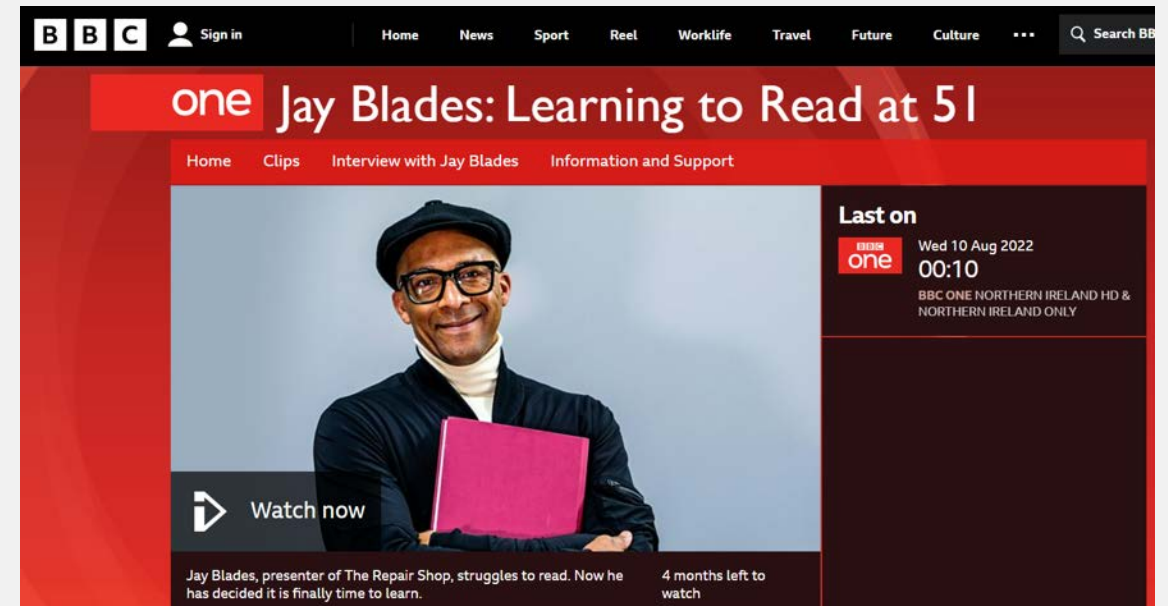 BBC Sign in Home News Sport Reel Worklife Travel Future Culture ... Search BB
one Jay Blades: Learning to Read at 51
Home Clips Interview with Jay Blades Information and Support
Watch now
Jay Blades, presenter of The Repair Shop, struggles to read. Now he
has decided it is finally time to learn.
4 months left to
watch
Last on
BBC one
Wed 10 Aug 2022
00:10
BBC ONE NORTHERN IRELAND HD &
NORTHERN IRELAND ONLY